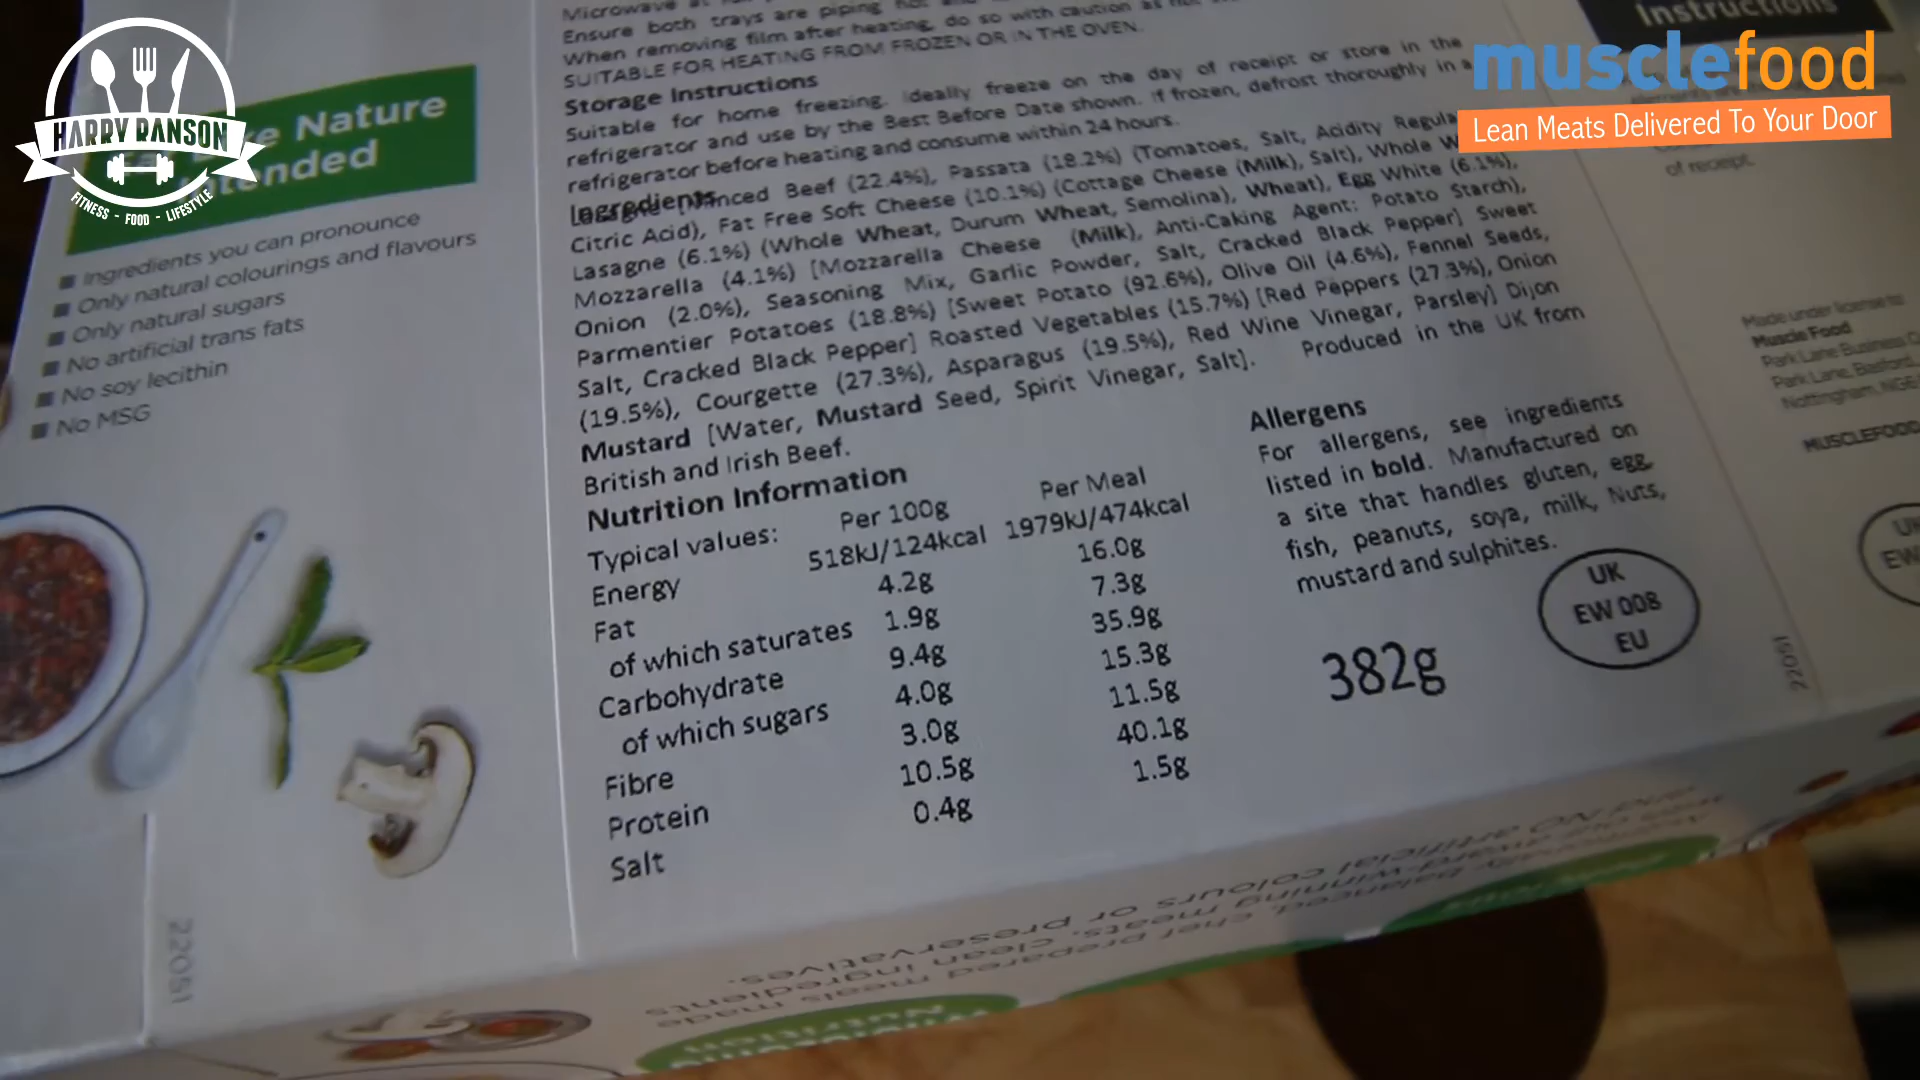 HARRY RANSON
FITNESS - FOOD - LIFESTYLE
musclefood
Lean Meats Delivered To Your Door
Nature
Ingredients you can pronounce
Only natural colourings and flavours
Only natural sugars
No artificial trans fats
No soy lecithin
No MSG
22051
Microwave
Ensure both trays are piping
When removing film after heating, do so with caution as
SUITABLE FOR HEATING FROM FROZEN OR IN THE OVEN.
Storage Instructions
Suitable for home freezing. Ideally freeze on the day of receipt or store in the
refrigerator and use by the Best Before Date shown. If frozen, defrost thoroughly in a
refrigerator before heating and consume within 24 hours.
Ingredients
Beef (22.4%), Passata (18.2%) (Tomatoes, Salt, Acidity
Citric Acid), Fat Free Soft Cheese (10.1%) (Cottage Cheese (Milk), Salt), Whole
Lasagne (6.1%) (Whole Wheat, Durum Wheat, Semolina), Wheat), Egg White (6.1%),
Mozzarella (4.1%) [Mozzarella Cheese (Milk), Anti-Caking Agent: Potato Starch),
Onion (2.0%), Seasoning Mix, Garlic Powder, Salt, Cracked Black Pepper] Sweet
Parmentier Potatoes (18.8%) [Sweet Potato (92.6%), Olive Oil (4.6%), Fennel Seeds,
Salt, Cracked Black Pepper] Roasted Vegetables (15.7%) [Red Peppers (27.3%), Onion
(19.5%), Courgette (27.3%), Asparagus (19.5%), Red Wine Vinegar, Parsley] Dijon
Mustard [Water, Mustard Seed, Spirit Vinegar, Salt]. Produced in the UK from
British and Irish Beef.
Nutrition Information
Typical values: Per 100g Per Meal
Energy 518kJ/124kcal 1979kJ/474kcal
Fat 4.2g 16.0g
of which saturates 1.9g 7.3g
Carbohydrate 9.4g 35.9g
of which sugars 4.0g 15.3g
Fibre 3.0g 11.5g
Protein 10.5g 40.1g
Salt 0.4g 1.5g
Allergens
For allergens, see ingredients
listed in bold. Manufactured on
a site that handles gluten, egg,
fish, peanuts, soya, milk, Nuts,
mustard and sulphites.
382g
UK
EW 008
EU
22051
Instructions
of receipt.
Made under license to:
Muscle Food
Park Lane Business
Park Lane, Basford,
Nottingham, NG6
MUSCLEFOOD
EW
chef prepared meals made
meats, clean ingredients
artificial colours or preservatives.
Nutrition